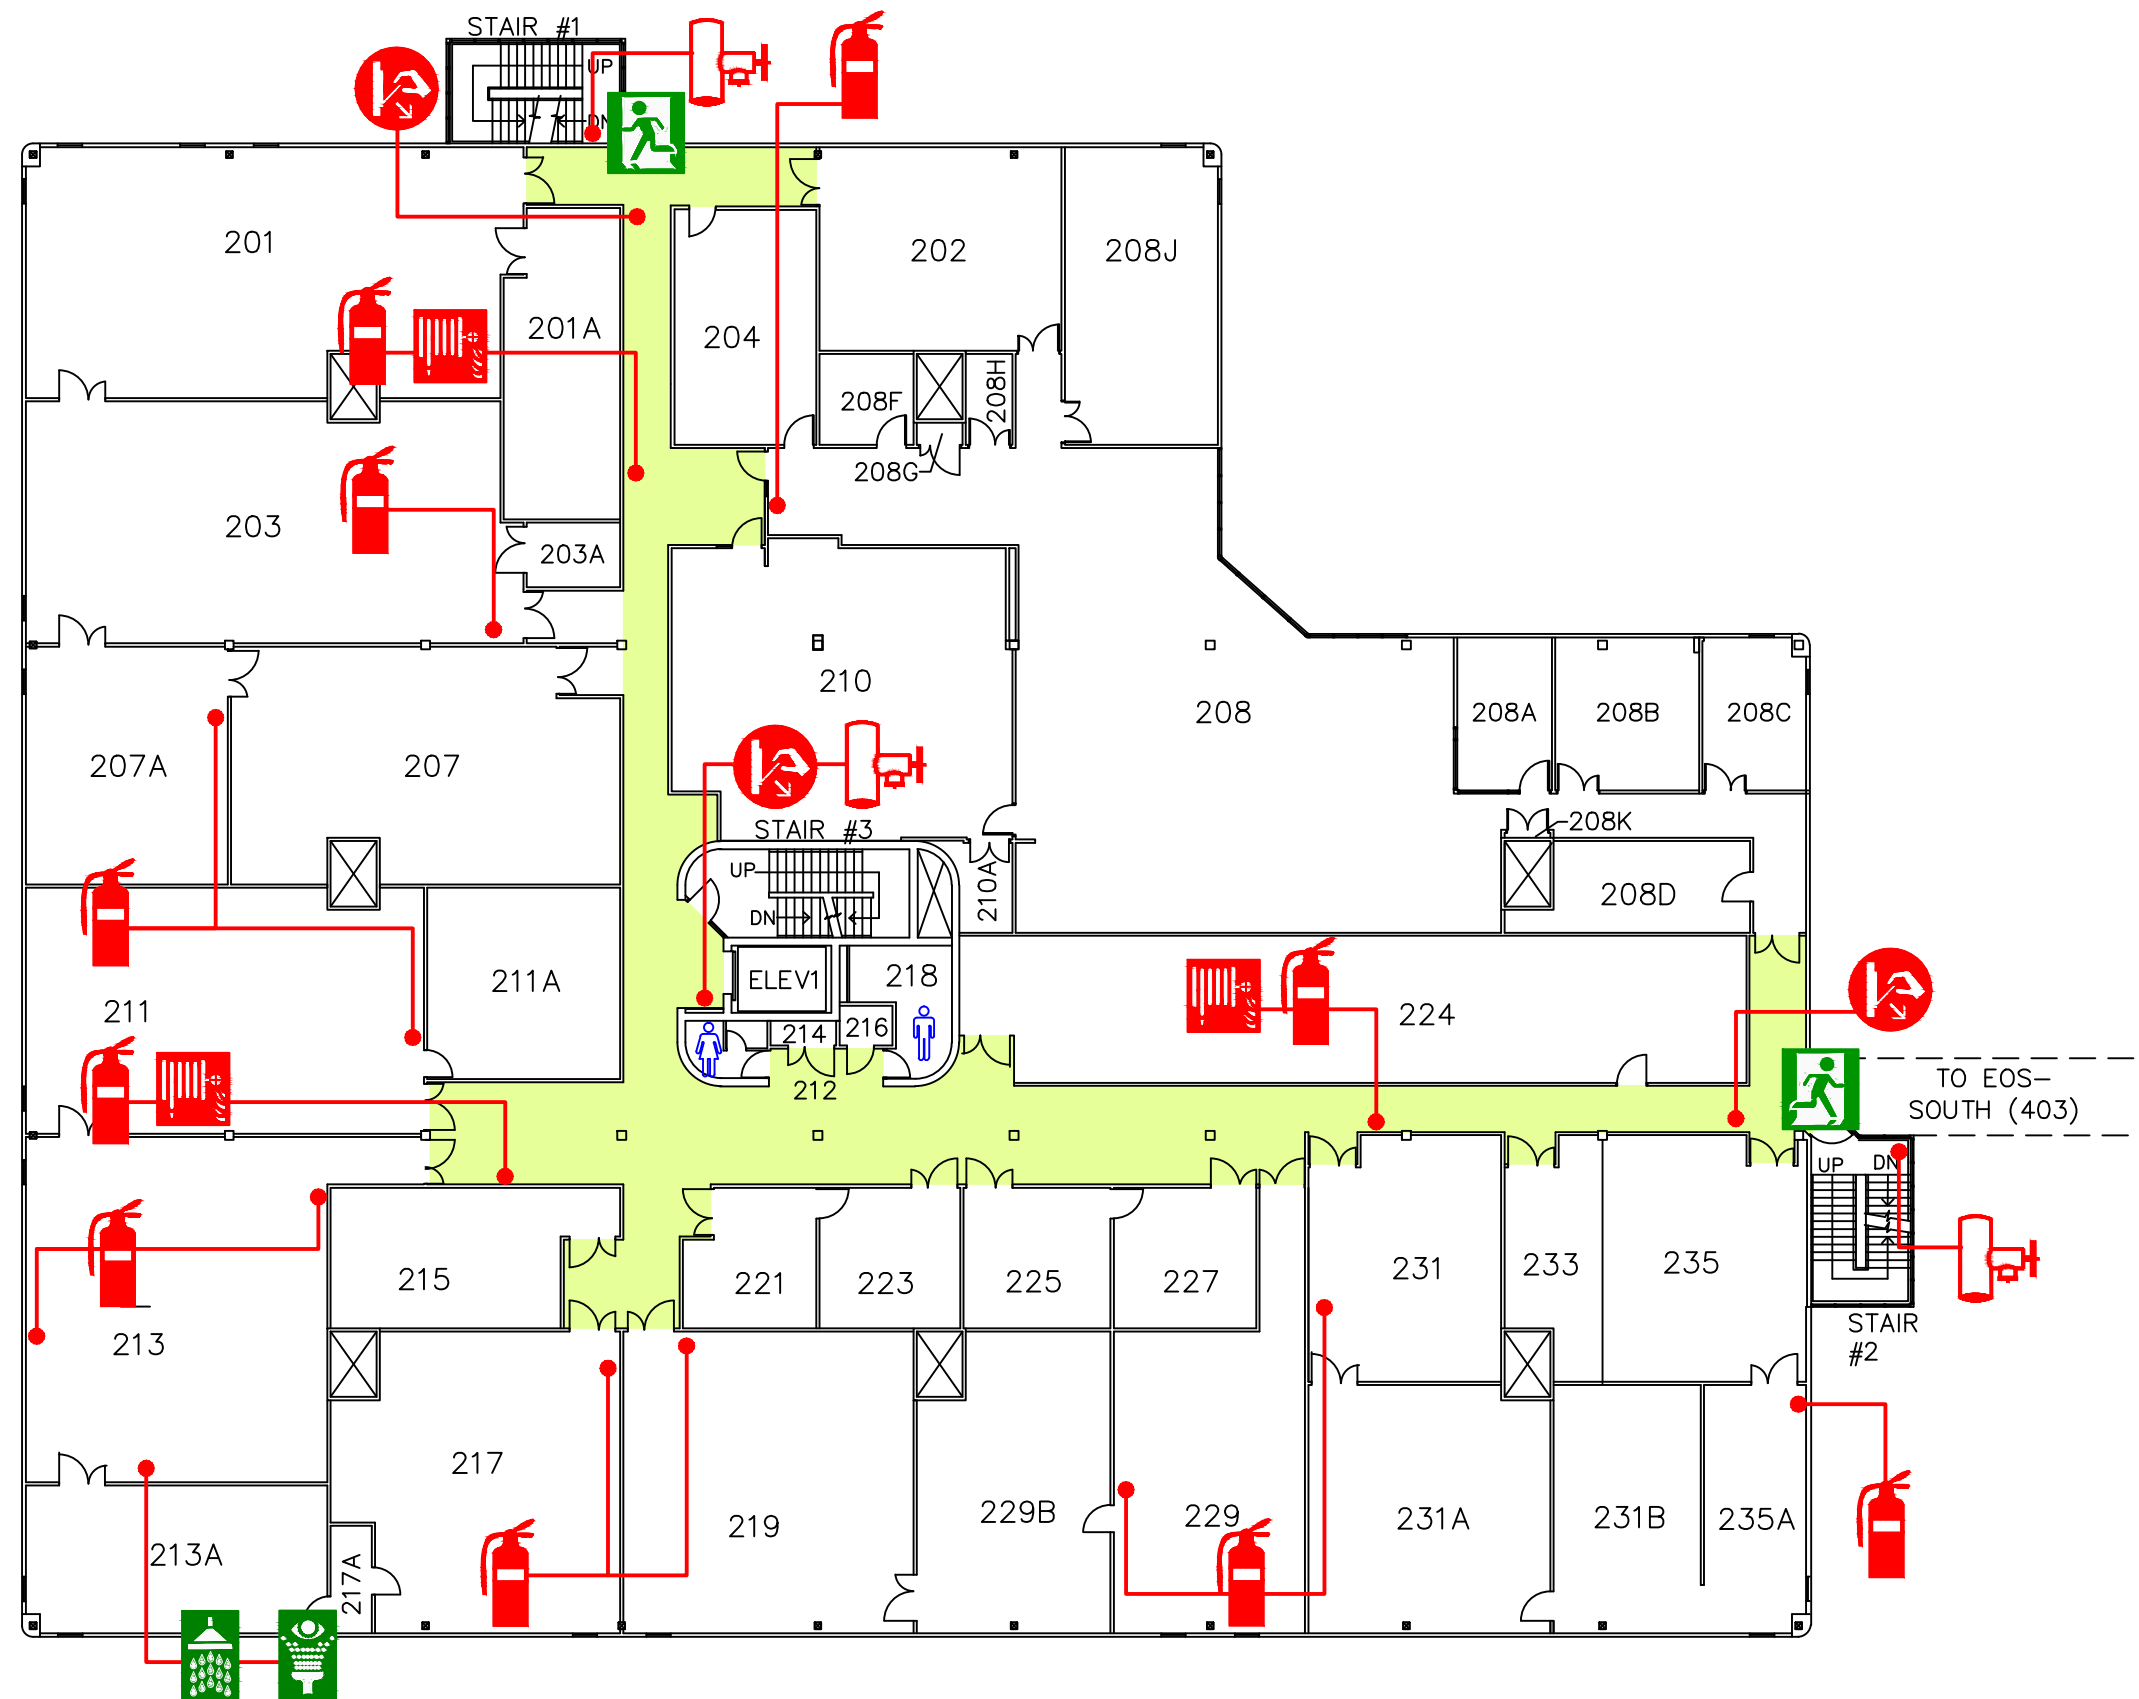 STAIR #1
UP
DN
201
202
208J
201A
204
208F
208H
208G
203
203A
210
208
208A
208B
208C
207A
207
STAIR #3
208K
UP
210A
208D
DN
211A
ELEV1
218
211
224
214
216
212
TO EOS-
SOUTH (403)
UP
DN
215
221
223
225
227
231
233
235
213
STAIR
#2
217
219
229B
229
231A
231B
235A
213A
217A